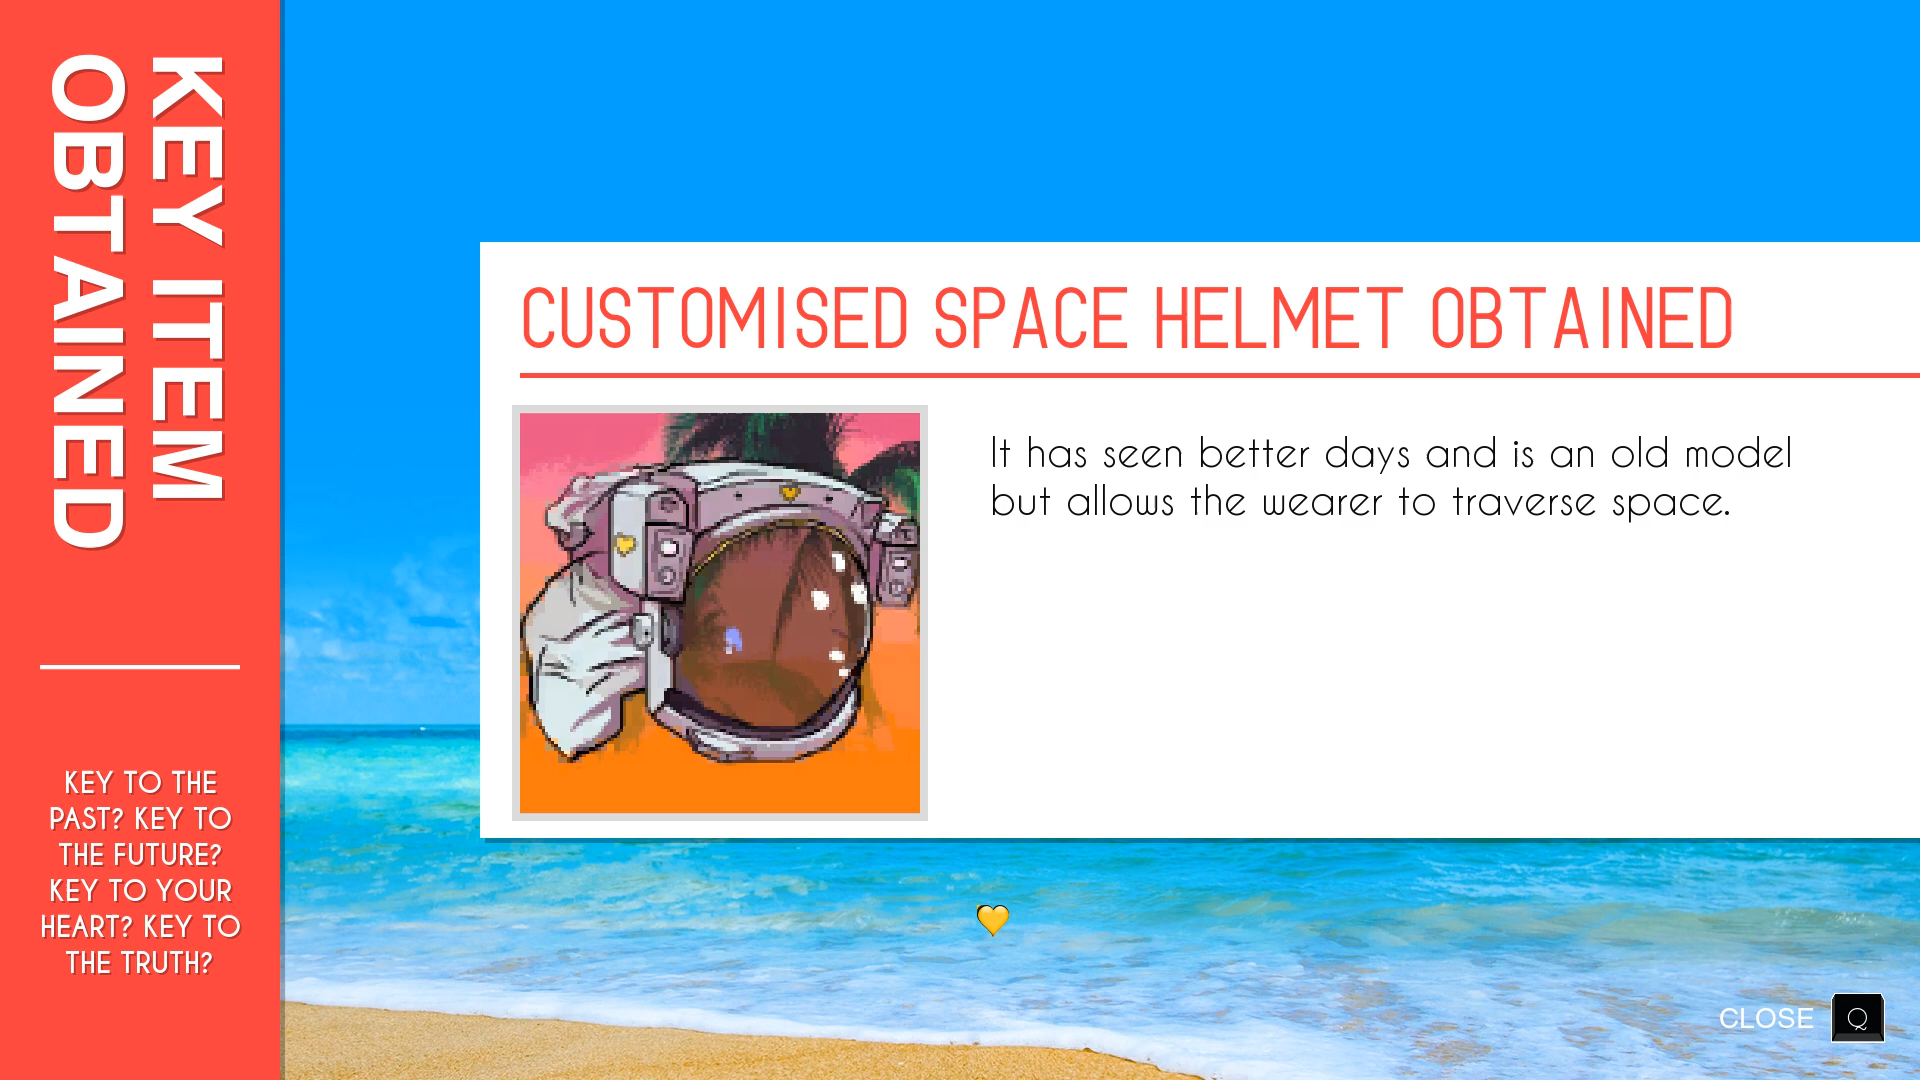 KEY ITEM
OBTAINED
KEY TO THE
PAST? KEY TO
THE FUTURE?
KEY TO YOUR
HEART? KEY TO
THE TRUTH?
CUSTOMISED SPACE HELMET OBTAINED
It has seen better days and is an old model
but allows the wearer to traverse space.
CLOSE Q